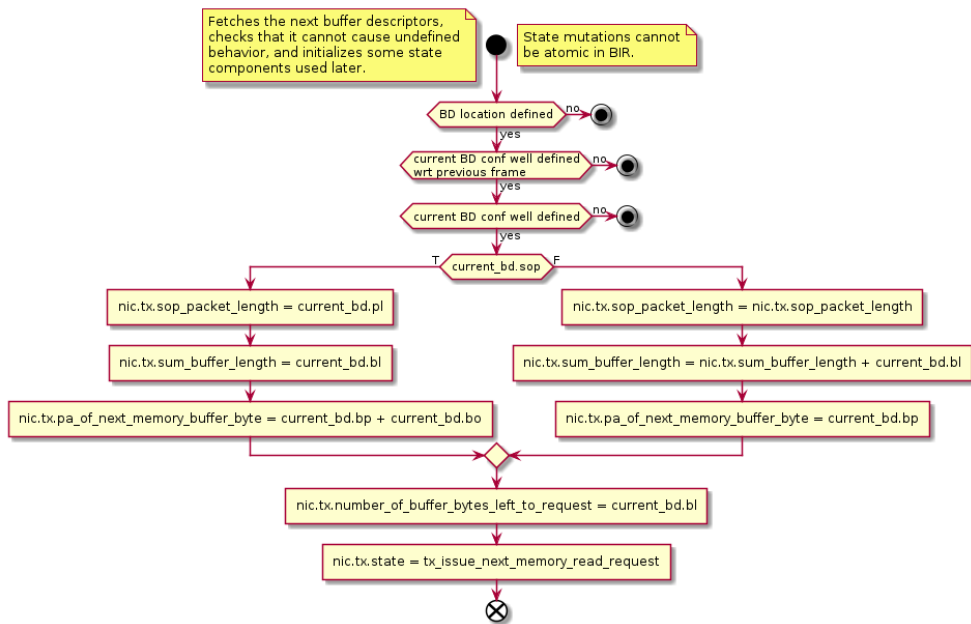 Fetches the next buffer descriptors,
checks that it cannot cause undefined
behavior, and initializes some state
components used later.
State mutations cannot
be atomic in BIR.
BD location defined
no
yes
current BD conf well defined
wrt previous frame
no
yes
current BD conf well defined
no
yes
T
current_bd.sop
F
nic.tx.sop_packet_length = current_bd.pl
nic.tx.sop_packet_length = nic.tx.sop_packet_length
nic.tx.sum_buffer_length = current_bd.bl
nic.tx.sum_buffer_length = nic.tx.sum_buffer_length + current_bd.bl
nic.tx.pa_of_next_memory_buffer_byte = current_bd.bp + current_bd.bo
nic.tx.pa_of_next_memory_buffer_byte = current_bd.bp
nic.tx.number_of_buffer_bytes_left_to_request = current_bd.bl
nic.tx.state = tx_issue_next_memory_read_request